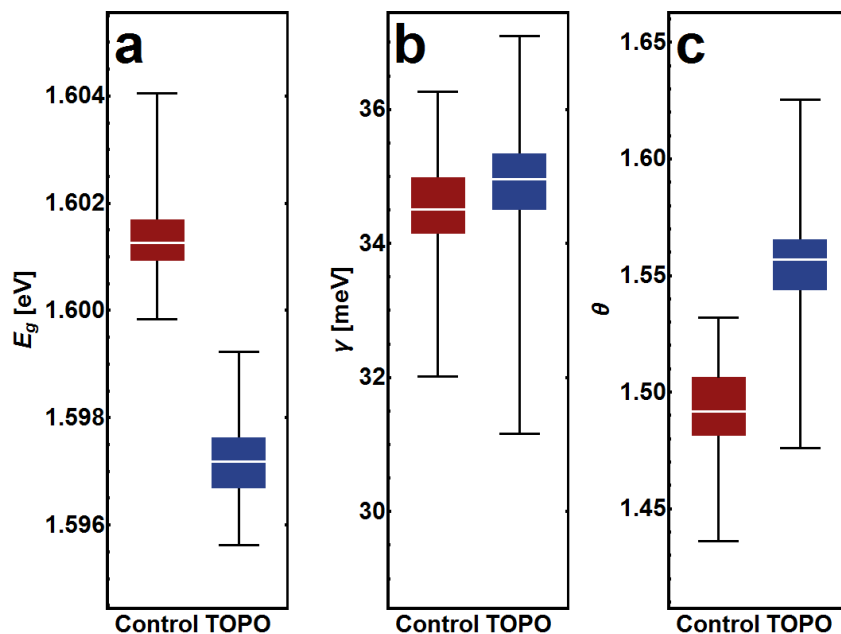 a
1.604
1.602
1.600
1.598
1.596
Eg [eV]
Control TOPO
b
36
34
32
30
γ [meV]
Control TOPO
c
1.65
1.60
1.55
1.50
1.45
θ
Control TOPO